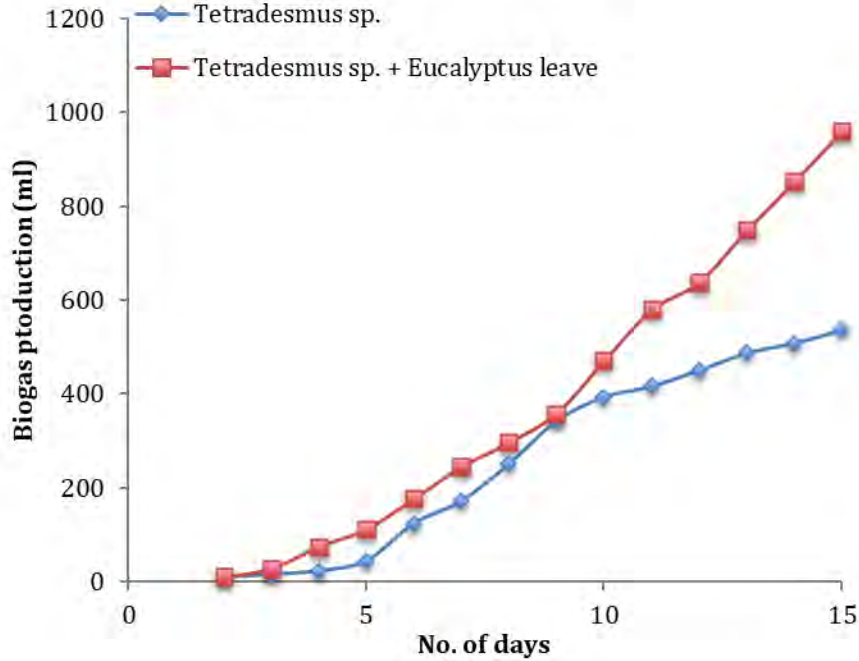 Tetradesmus sp.
Tetradesmus sp. + Eucalyptus leave
1200
1000
800
600
400
200
0
Biogas ptoduction (ml)
0 5 10 15
No. of days